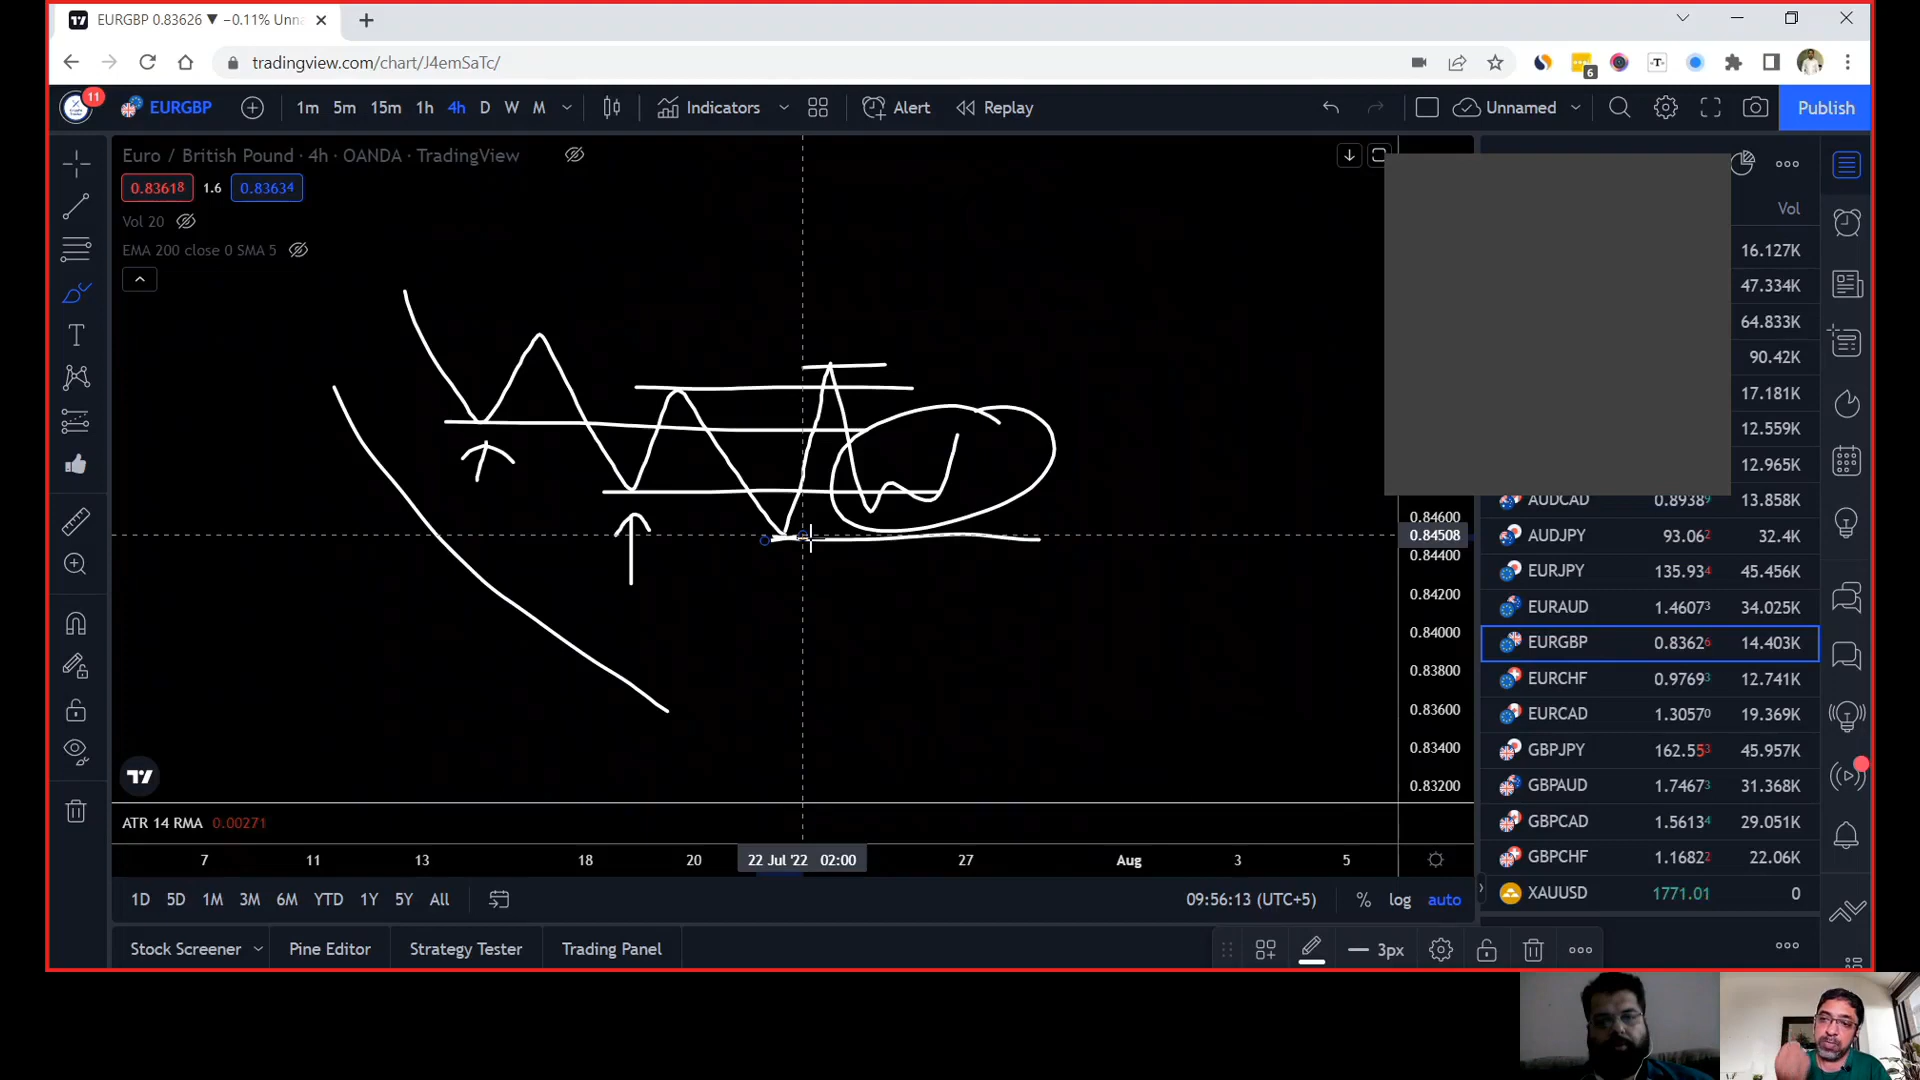 EURGBP 0.83626 ▼ −0.11% Unna
tradingview.com/chart/J4emSaTc/
6
11
EURGBP 1m 5m 15m 1h 4h D W M Indicators Alert Replay Unnamed Publish
Euro / British Pound · 4h · OANDA · TradingView
0.83618 1.6 0.83634
Vol 20
EMA 200 close 0 SMA 5
Vol
16.127K
47.334K
64.833K
90.42K
17.181K
12.559K
12.965K
AUDCAD 0.89389 13.858K
AUDJPY 93.062 32.4K
EURJPY 135.934 45.456K
EURAUD 1.46073 34.025K
EURGBP 0.83626 14.403K
EURCHF 0.97693 12.741K
EURCAD 1.30570 19.369K
GBPJPY 162.553 45.957K
GBPAUD 1.74673 31.368K
GBPCAD 1.56134 29.051K
GBPCHF 1.16822 22.06K
XAUUSD 1771.01 0
0.84600
0.84508
0.84400
0.84200
0.84000
0.83800
0.83600
0.83400
0.83200
ATR 14 RMA 0.00271
7 11 13 18 20 22 Jul '22 02:00 27 Aug 3 5
1D 5D 1M 3M 6M YTD 1Y 5Y All 09:56:13 (UTC+5) % log auto
Stock Screener Pine Editor Strategy Tester Trading Panel 3px